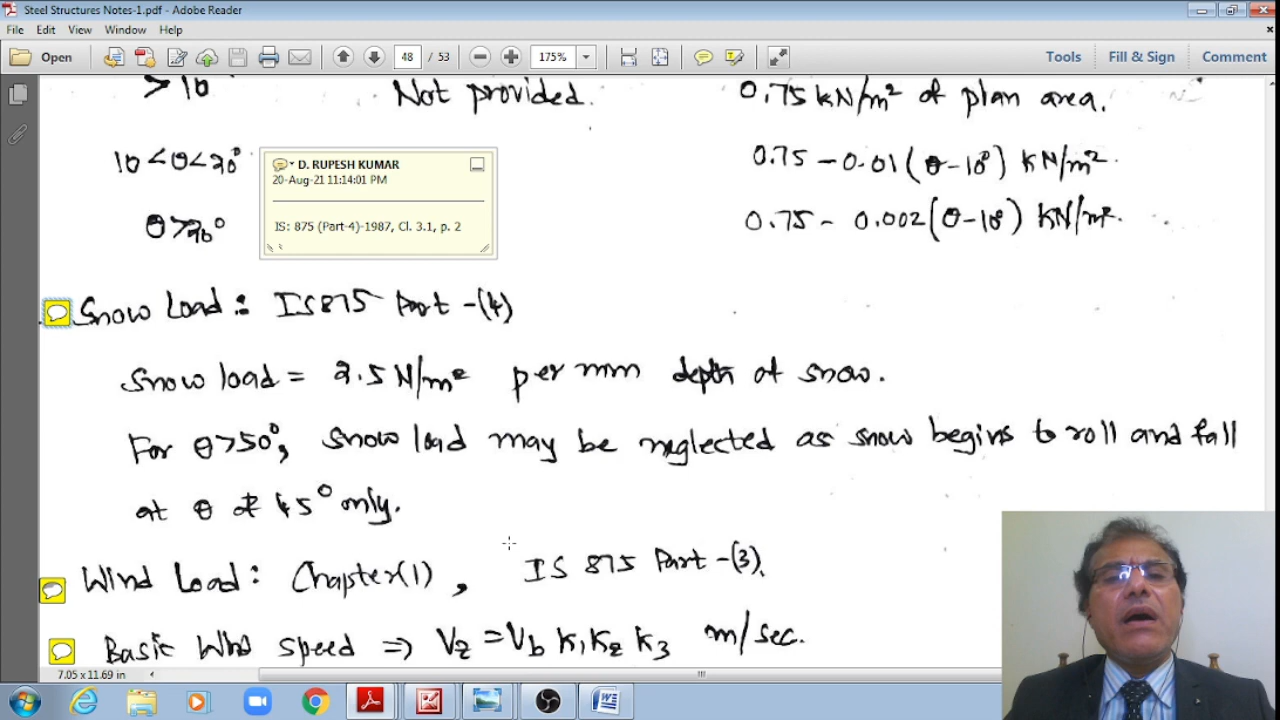 Steel Structures Notes-1.pdf - Adobe Reader
File Edit View Window Help
Open 48 / 53 175% Tools Fill & Sign Comment
> 10° Not provided. 0.75 kN/m² of plan area.
10 < θ < 20° 0.75 - 0.01 (θ-10°) KN/m².
D. RUPESH KUMAR
20-Aug-21 11:14:01 PM
IS: 875 (Part-4)-1987, Cl. 3.1, p. 2
0.75 - 0.002 (θ-10°) KN/m².
Snow Load: IS 875 Part -(4)
Snow load = 2.5 N/m² per mm depth of snow.
For θ>50°, snow load may be neglected as snow begins to roll and fall
at θ of 45° only.
Wind Load: Chapter(1), IS 875 Part -(3).
Basic Wind speed ⇒ Vz = Vb K1 K2 K3 m/sec.
7.05 x 11.69 in